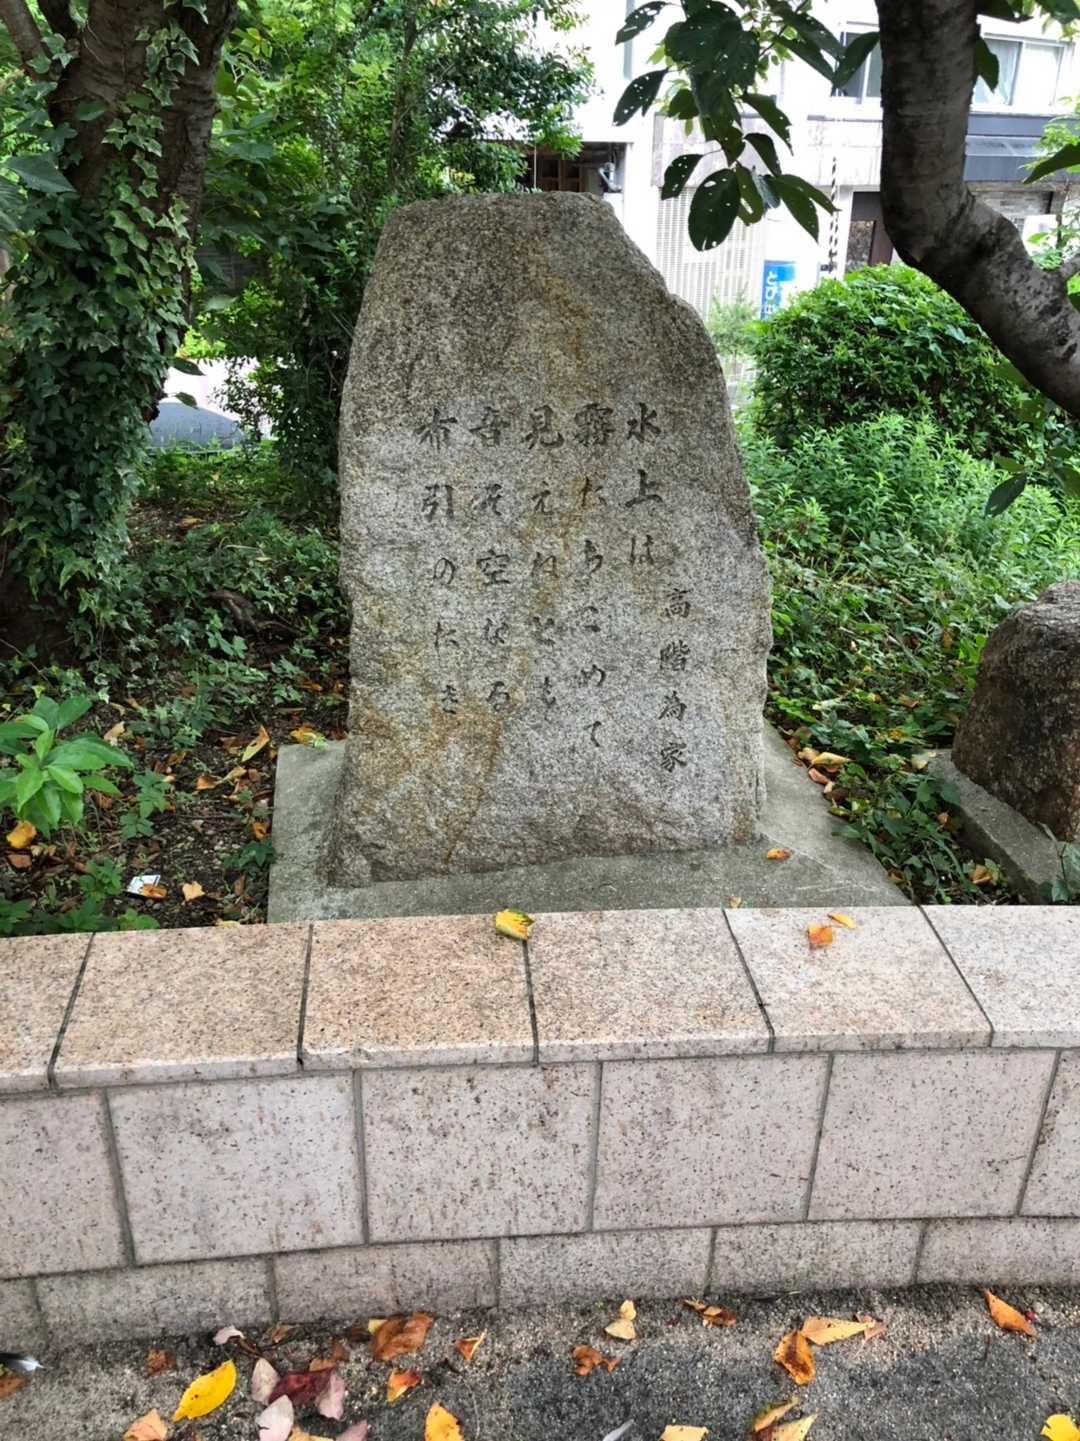 高階為家
水上は
霧たちこめて
見えねとも
音そ空なる
布引のたき